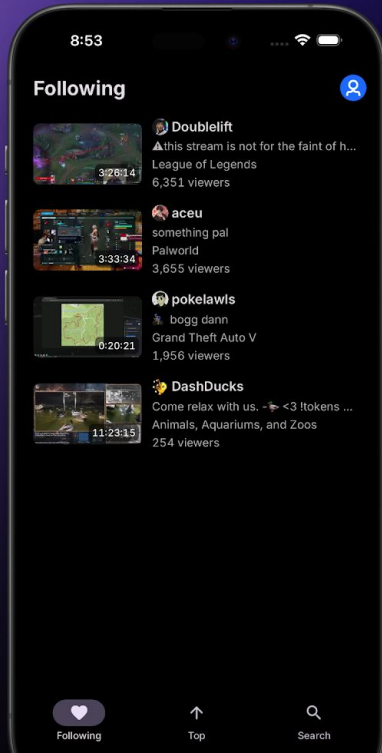 8:53
Following
Doublelift
⚠this stream is not for the faint of h...
League of Legends
6,351 viewers
3:26:14
aceu
something pal
Palworld
3,655 viewers
3:33:34
pokelawls
bogg dann
Grand Theft Auto V
1,956 viewers
0:20:21
DashDucks
Come relax with us. -🦆 <3 !tokens ...
Animals, Aquariums, and Zoos
254 viewers
11:23:15
Following
Top
Search